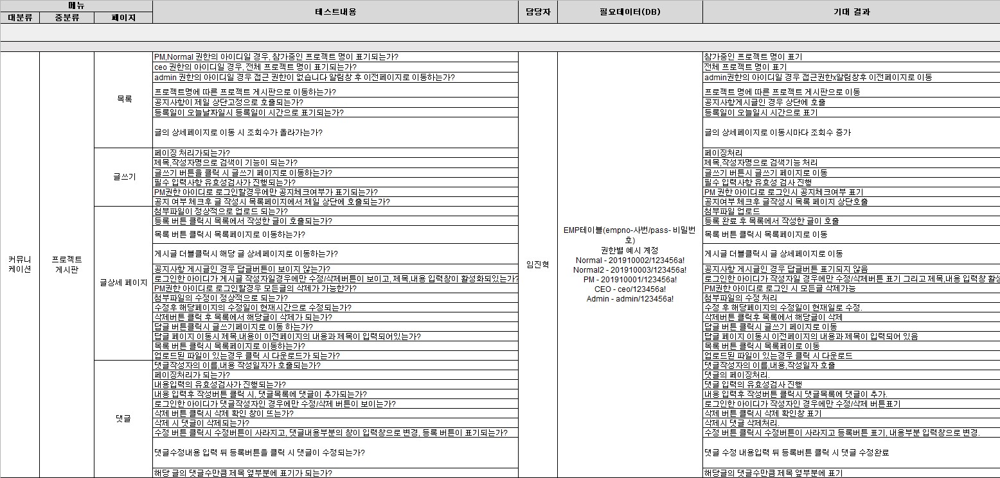 메뉴 테스트내용 담당자 필요데이터(DB) 기대 결과
대분류 중분류 페이지
커뮤니
케이션
프로젝트
게시판
목록
PM,Normal 권한의 아이디일 경우, 참가중인 프로젝트 명이 표기되는가? 참가중인 프로젝트 명이 표기
ceo 권한의 아이디일 경우, 전체 프로젝트 명이 표기되는가? 전체 프로젝트 명이 표기
admin 권한의 아이디일 경우 접근 권한이 없습니다 알림창 후 이전페이지로 이동하는가? admin권한의 아이디일 경우 접근권한x알림창후 이전페이지로 이동
프로젝트명에 따른 프로젝트 게시판으로 이동하는가? 프로젝트 명에 따른 프로젝트 게시판으로 이동
공지사항이 제일 상단고정으로 호출되는가? 공지사항게시글인 경우 상단에 호출
등록일이 오늘날짜일시 등록일이 시간으로 표기되는가? 등록일이 오늘일시 시간으로 표기
글의 상세페이지로 이동 시 조회수가 올라가는가? 글의 상세페이지로 이동시마다 조회수 증가
글쓰기
페이징 처리가되는가? 페이징처리
제목,작성자명으로 검색이 기능이 되는가? 제목,작성자명으로 검색기능 처리
글쓰기 버튼을 클릭 시 글쓰기 페이지로 이동하는가? 글쓰기 버튼시 글쓰기 페이지로 이동
필수 입력사항 유효성검사가 진행되는가? 필수 입력사항 유효성 검사 진행
PM권한 아이디로 로그인할경우에만 공지체크여부가 표기되는가? PM 권한 아이디로 로그인시 공지체크여부 표기
공지 여부 체크후 글 작성시 목록페이지에서 제일 상단에 호출되는가? 공지여부 체크후 글작성시 목록 페이지 상단호출
글상세 페이지
첨부파일이 정상적으로 업로드 되는가? 첨부파일 업로드
등록 버튼 클릭시 목록에서 작성한 글이 호출되는가? 등록 완료 후 목록에서 작성한 글이 호출
목록 버튼 클릭시 목록페이지로 이동하는가? 목록 버튼 클릭시 목록페이지로 이동
게시글 더블클릭시 해당 글 상세페이지로 이동하는가? 게시글 더블클릭시 글 상세페이지로 이동
공지사항 게시글인 경우 답글버튼이 보이지 않는가? 공지사항 게시글인 경우 답글버튼 표기되지 않음
로그인한 아이디가 게시글 작성자일경우에만 수정/삭제버튼이 보이고, 제목,내용 입력창이 활성화되있는가? 로그인한 아이디가 작성자일 경우에만 수정/삭제버튼 표기 그리고 제목,내용 입력창 활성
PM권한 아이디로 로그인할경우 모든글의 삭제가 가능한가? PM권한 아이디로 로그인 시 모든글 삭제가능
첨부파일의 수정이 정상적으로 되는가? 첨부파일의 수정 처리
수정후 해당페이지의 수정일이 현재시간으로 수정되는가? 수정 후 해당페이지의 수정일이 현재일로 수정.
삭제버튼 클릭 후 목록에서 해당글이 삭제가 되는가? 삭제버튼 클릭후 목록에서 해당글이 삭제
답글 버튼클릭시 글쓰기페이지로 이동 하는가? 답글 버튼 클릭시 글쓰기 페이지로 이동
답글 페이지 이동시 제목,내용이 이전페이지의 내용과 제목이 입력되어있는가? 답글 페이지 이동시 이전페이지의 내용과 제목이 입력되어 있음
목록 버튼 클릭시 목록페이지로 이동하는가? 목록 버튼 클릭시 목록페이로 이동
업로드된 파일이 있는경우 클릭 시 다운로드가 되는가? 업로드된 파일이 있는경우 클릭 시 다운로드
댓글
댓글작성자의 이름,내용 작성일자가 호출되는가? 댓글작성자의 이름,내용,작성일자 호출
페이징처리가 되는가? 댓글의 페이징처리.
내용입력의 유효성검사가 진행되는가? 댓글 입력의 유효성검사 진행
내용 입력후 작성버튼 클릭 시, 댓글목록에 댓글이 추가되는가? 내용 입력후 작성버튼 클릭시 댓글목록에 댓글이 추가.
로그인한 아이디가 댓글작성자인 경우에만 수정/삭제 버튼이 보이는가? 로그인한 아이디가 작성자인 경우에만 수정/삭제 버튼표기
삭제 버튼 클릭시 삭제 확인 창이 뜨는가? 삭제 버튼 클릭시 삭제 확인창 표기
삭제 시 댓글이 삭제되는가? 삭제시 댓글 삭제처리.
수정 버튼 클릭시 수정버튼이 사라지고, 댓글내용부분의 창이 입력창으로 변경, 등록 버튼이 표기되는가? 수정 버튼 클릭시 수정버튼이 사라지고 등록버튼 표기, 내용부분 입력창으로 변경.
댓글수정내용 입력 뒤 등록버튼을 클릭 시 댓글이 수정되는가? 댓글 수정 내용입력 뒤 등록버튼 클릭 시 댓글 수정완료
해당 글의 댓글수만큼 제목 옆부분에 표기가 되는가? 해당글의 댓글수만큼 제목 옆부분에 표기
임진혁
EMP테이블(empno-사번/pass- 비밀번
호)
권한별 예시 계정
Normal - 201910002/123456a!
Normal2 - 201910003/123456a!
PM - 201910001/123456a!
CEO - ceo/123456a!
Admin - admin/123456a!